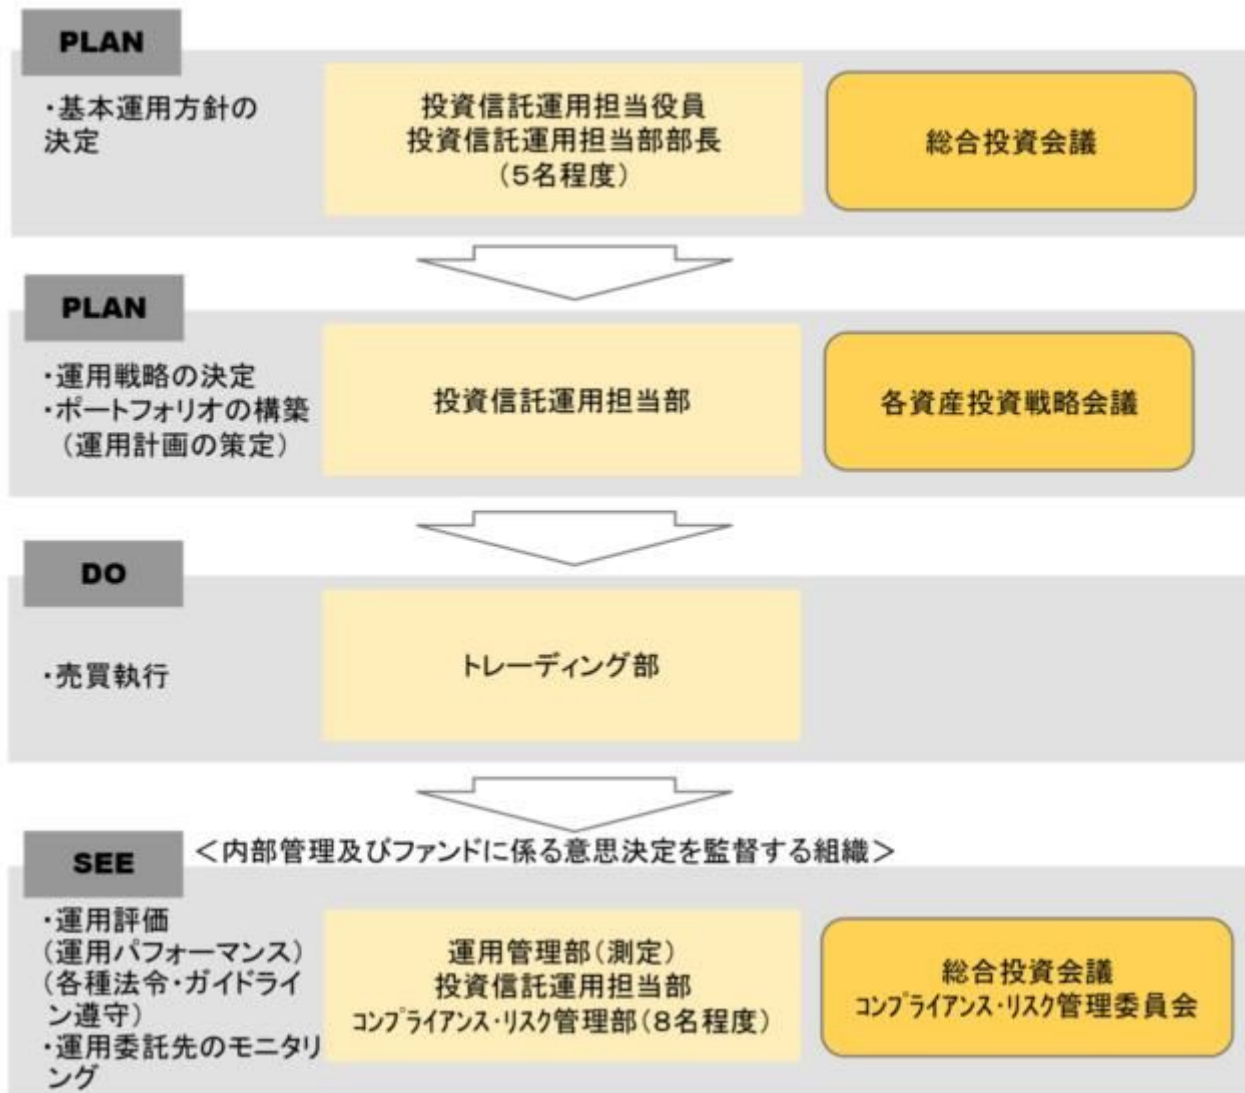 PLAN
・基本運用方針の
決定
投資信託運用担当役員
投資信託運用担当部部長
(5名程度)
総合投資会議
PLAN
・運用戦略の決定
・ポートフォリオの構築
(運用計画の策定)
投資信託運用担当部
各資産投資戦略会議
DO
・売買執行
トレーディング部
SEE
＜内部管理及びファンドに係る意思決定を監督する組織＞
・運用評価
(運用パフォーマンス)
(各種法令・ガイドライ
ン遵守)
・運用委託先のモニタリ
ング
運用管理部(測定)
投資信託運用担当部
ｺﾝﾌﾟﾗｲｱﾝｽ・ﾘｽｸ管理部(8名程度)
総合投資会議
ｺﾝﾌﾟﾗｲｱﾝｽ・ﾘｽｸ管理委員会